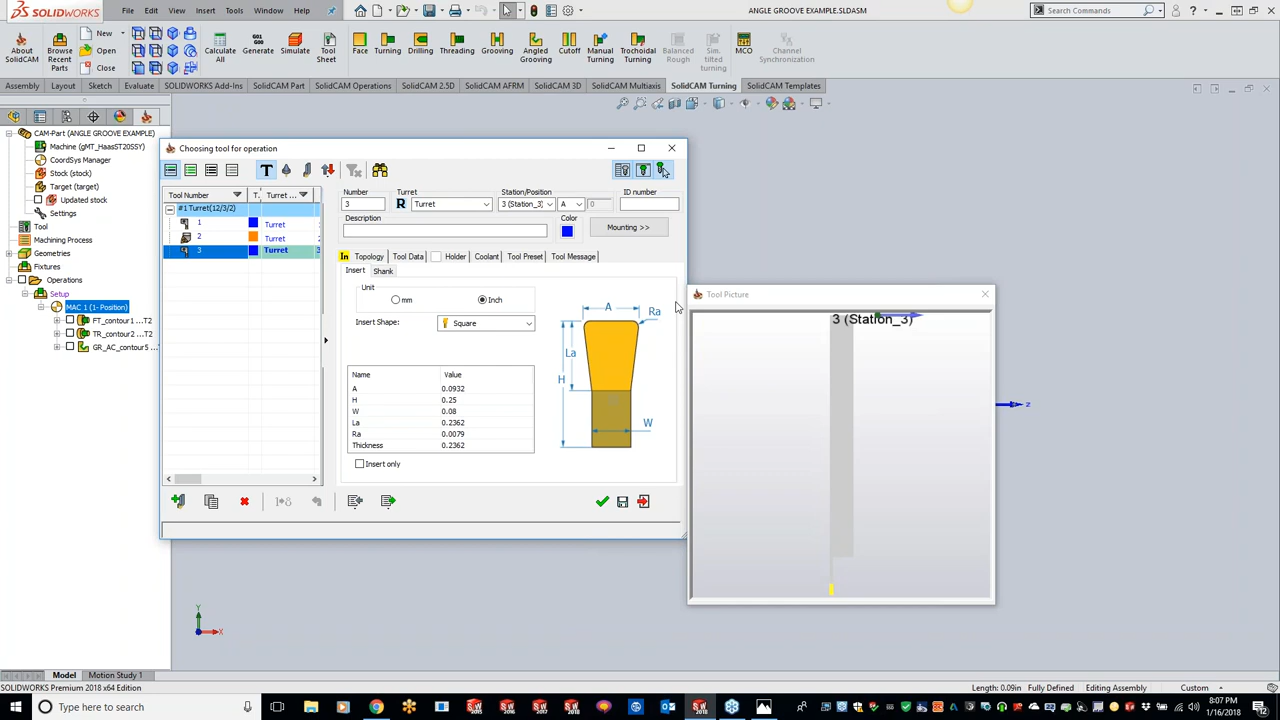 SOLIDWORKS
File Edit View Insert Tools Window Help
ANGLE GROOVE EXAMPLE.SLDASM
Search Commands
About SolidCAM
Browse Recent Parts
New
Open
Close
Calculate All
Generate
Simulate
Tool Sheet
Face
Turning
Drilling
Threading
Grooving
Angled Grooving
Cutoff
Manual Turning
Trochoidal Turning
Balanced Rough
Sim. tilted turning
MCO
Channel Synchronization
Assembly Layout Sketch Evaluate SOLIDWORKS Add-Ins SolidCAM Part SolidCAM Operations SolidCAM 2.5D SolidCAM AFRM SolidCAM 3D SolidCAM Multiaxis SolidCAM Turning SolidCAM Templates
CAM-Part (ANGLE GROOVE EXAMPLE)
Machine (gMT_HaasST20SSY)
CoordSys Manager
Stock (stock)
Target (target)
Updated stock
Settings
Tool
Machining Process
Geometries
Fixtures
Operations
Setup
MAC 1 (1- Position)
FT_contour1 ...T2
TR_contour2 ...T2
GR_AC_contour5 ...T
Choosing tool for operation
Tool Number T. Turret ...
#1 Turret(12/3/2)
1 Turret
2 Turret
3 Turret
Number Turret Station/Position ID number
3 R Turret 3 (Station_3) A 0
Description Color
Mounting >>
In Topology Tool Data Holder Coolant Tool Preset Tool Message
Insert Shank
Unit
mm Inch
Insert Shape: Square
Name Value
A 0.0932
H 0.25
W 0.08
La 0.2362
Ra 0.0079
Thickness 0.2362
Insert only
A
Ra
La
H
W
Tool Picture
3 (Station_3)
z
Y
X
Model Motion Study 1
SOLIDWORKS Premium 2018 x64 Edition
Length: 0.09in Fully Defined Editing Assembly Custom
Type here to search
8:07 PM
1/16/2018